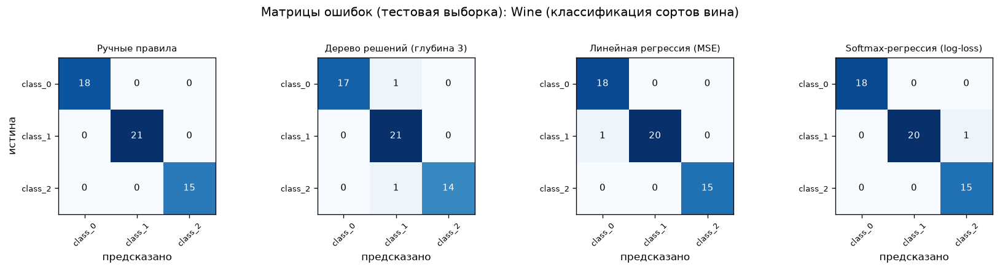 Матрицы ошибок (тестовая выборка): Wine (классификация сортов вина)
Ручные правила
истина
class_0
class_1
class_2
18 0 0
0 21 0
0 0 15
class_0 class_1 class_2
предсказано
Дерево решений (глубина 3)
class_0
class_1
class_2
17 1 0
0 21 0
0 1 14
class_0 class_1 class_2
предсказано
Линейная регрессия (MSE)
class_0
class_1
class_2
18 0 0
1 20 0
0 0 15
class_0 class_1 class_2
предсказано
Softmax-регрессия (log-loss)
class_0
class_1
class_2
18 0 0
0 20 1
0 0 15
class_0 class_1 class_2
предсказано